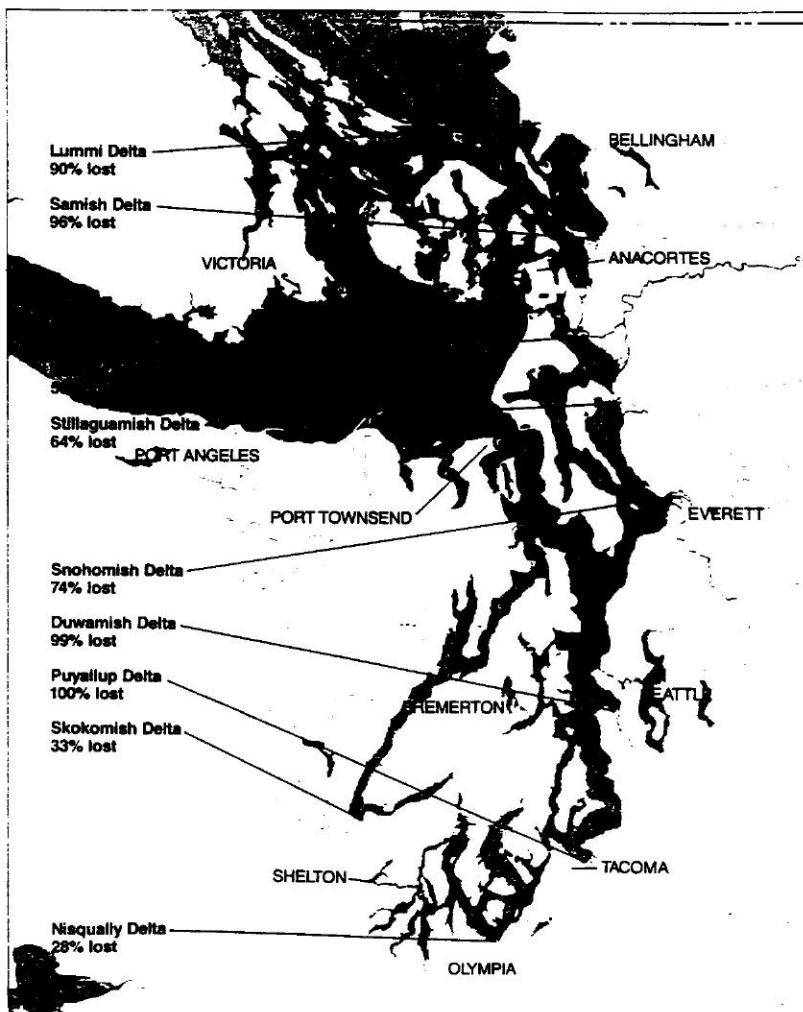 Lummi Delta
90% lost
BELLINGHAM
Samish Delta
96% lost
VICTORIA
ANACORTES
Stillaguamish Delta
64% lost
PORT ANGELES
PORT TOWNSEND
EVERETT
Snohomish Delta
74% lost
Duwamish Delta
99% lost
Puyallup Delta
100% lost
BREMERTON
EATTL
Skokomish Delta
33% lost
SHELTON
TACOMA
Nisqually Delta
28% lost
OLYMPIA